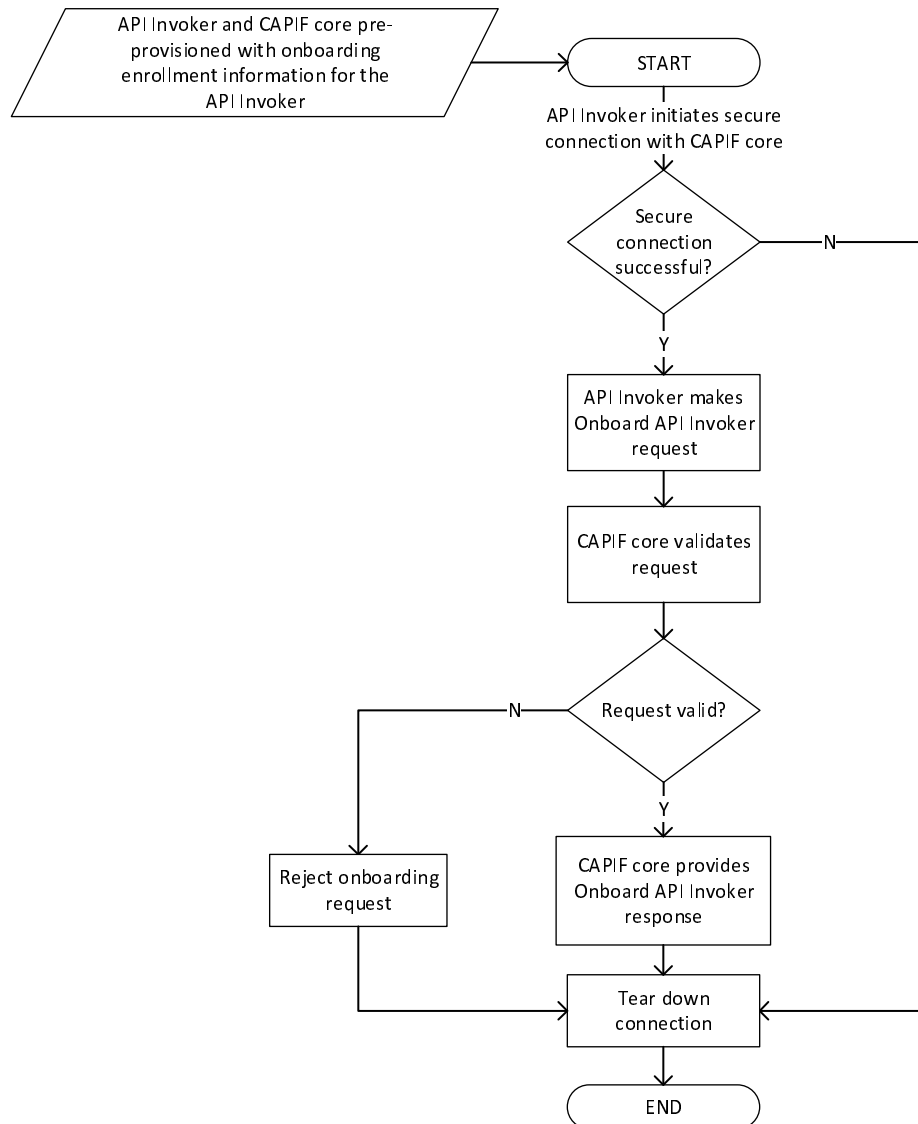 API Invoker and CAPIF core pre-
provisioned with onboarding
enrollment information for the
API Invoker
START
API Invoker initiates secure
connection with CAPIF core
Secure
connection
successful?
N
Y
API Invoker makes
Onboard API Invoker
request
CAPIF core validates
request
Request valid?
N
Y
Reject onboarding
request
CAPIF core provides
Onboard API Invoker
response
Tear down
connection
END